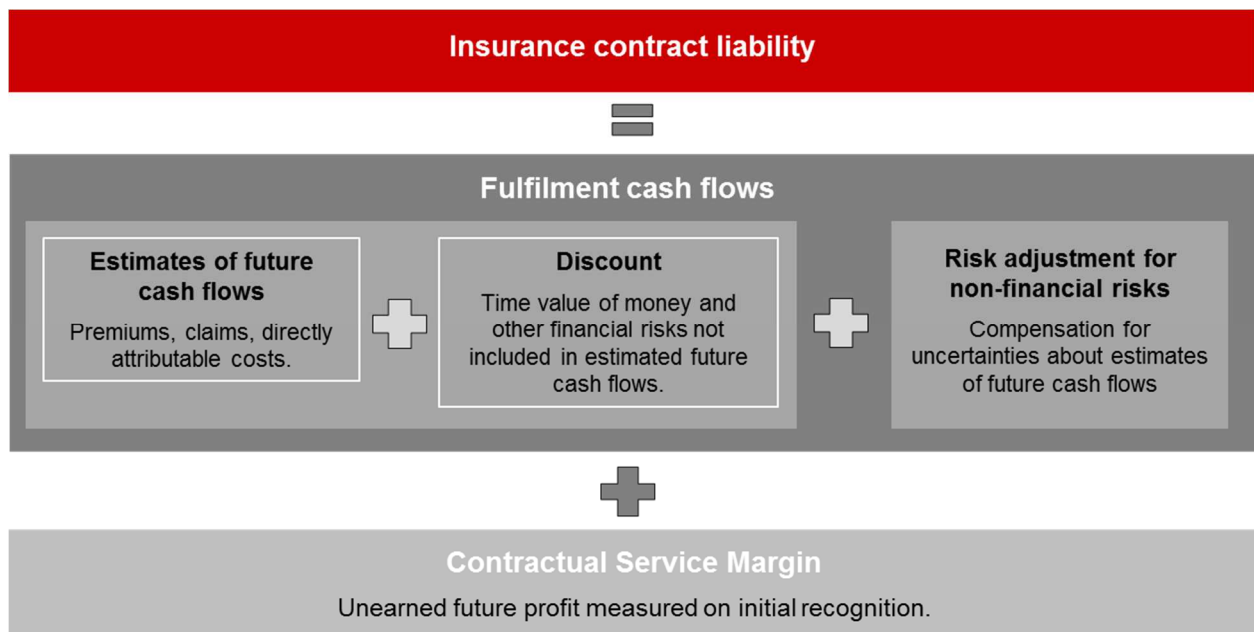 Insurance contract liability
Fulfilment cash flows
Estimates of future
cash flows
Premiums, claims, directly
attributable costs.
Discount
Time value of money and
other financial risks not
included in estimated future
cash flows.
Risk adjustment for
non-financial risks
Compensation for
uncertainties about estimates
of future cash flows
Contractual Service Margin
Unearned future profit measured on initial recognition.